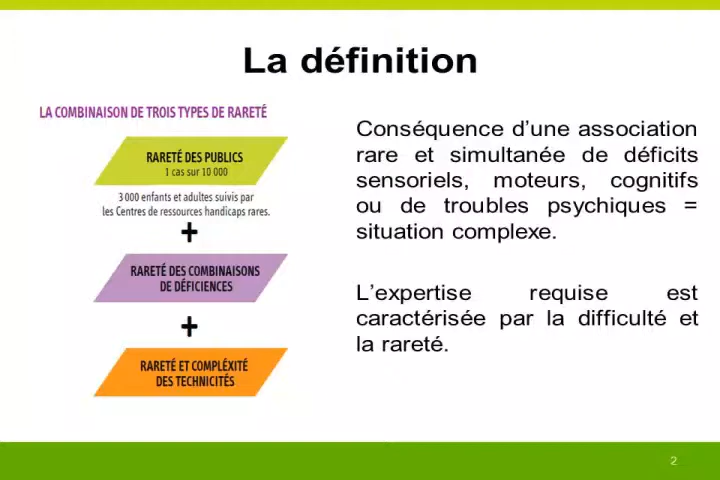 La définition
LA COMBINAISON DE TROIS TYPES DE RARETÉ
RARETÉ DES PUBLICS
1 cas sur 10 000
3 000 enfants et adultes suivis par
les Centres de ressources handicaps rares.
+
RARETÉ DES COMBINAISONS
DE DÉFICIENCES
+
RARETÉ ET COMPLÉXITÉ
DES TECHNICITÉS
Conséquence d’une association
rare et simultanée de déficits
sensoriels, moteurs, cognitifs
ou de troubles psychiques =
situation complexe.
L’expertise requise est
caractérisée par la difficulté et
la rareté.
2